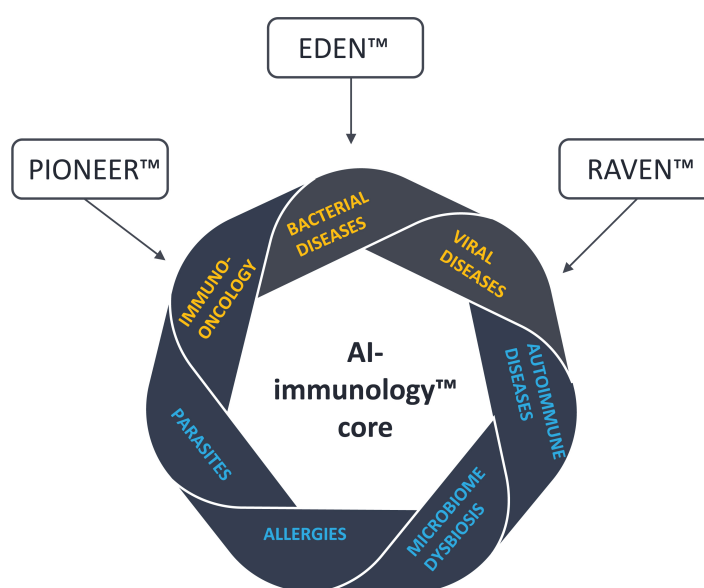 EDEN™
PIONEER™
RAVEN™
BACTERIAL
DISEASES
VIRAL
DISEASES
IMMUNO-
ONCOLOGY
AI-
immunology™
core
AUTOIMMUNE
DISEASES
PARASITES
MICROBIOME
DYSBIOSIS
ALLERGIES